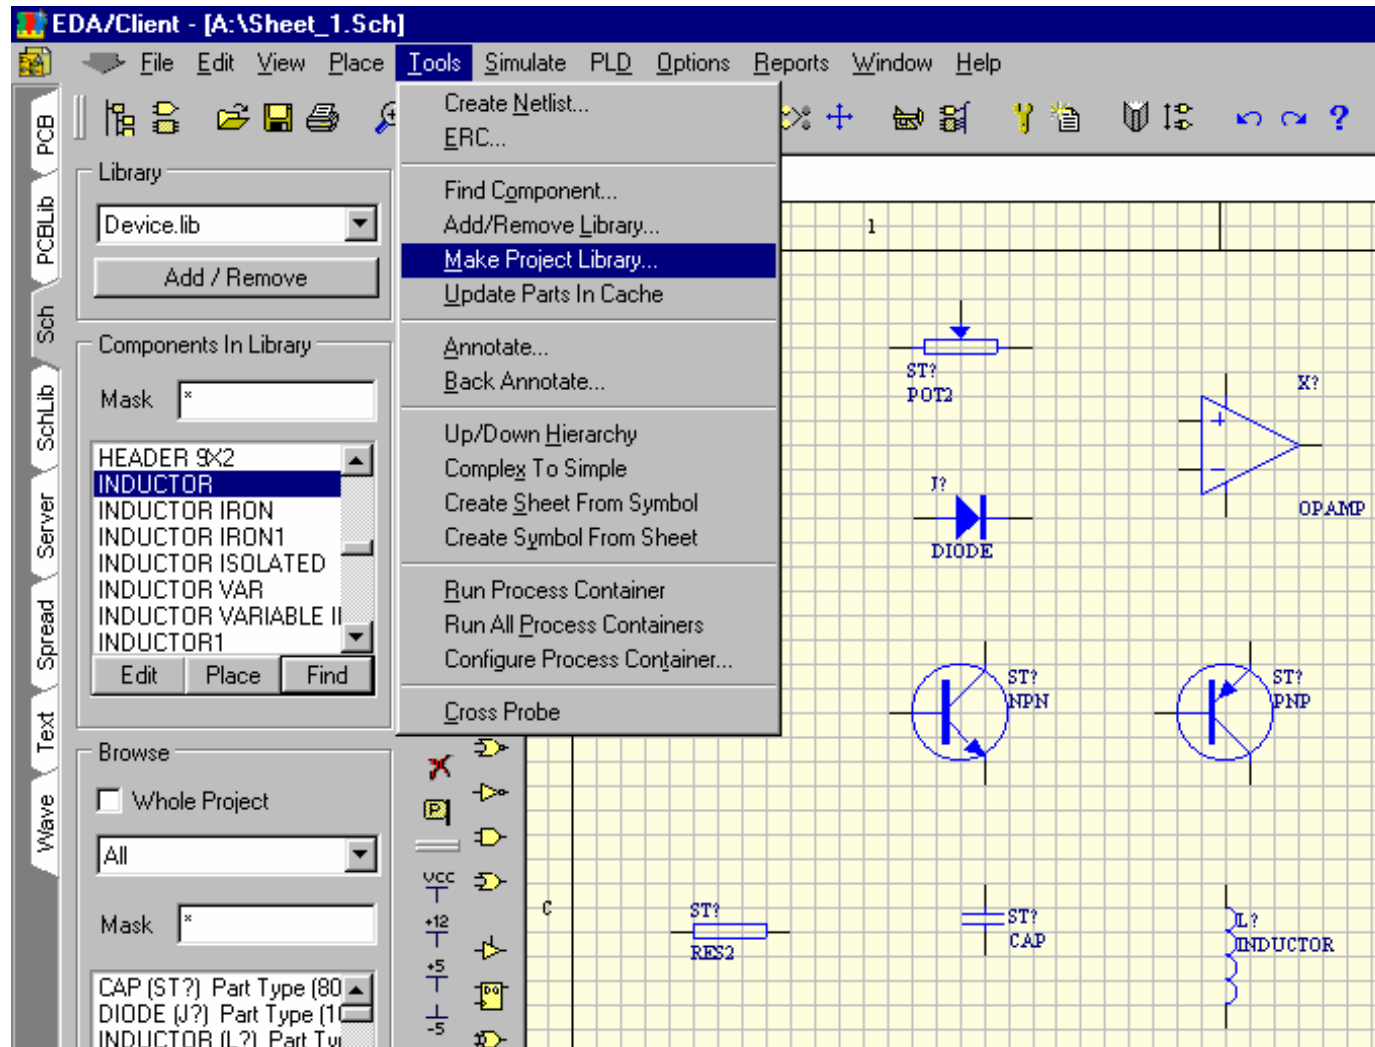 EDA/Client - [A:\Sheet_1.Sch]
File Edit View Place Tools Simulate PLD Options Reports Window Help
PCB
PCBLib
Sch
SchLib
Server
Spread
Text
Wave
Library
Device.lib
Add / Remove
Components In Library
Mask *
HEADER 9X2
INDUCTOR
INDUCTOR IRON
INDUCTOR IRON1
INDUCTOR ISOLATED
INDUCTOR VAR
INDUCTOR VARIABLE
INDUCTOR1
Edit Place Find
Browse
Whole Project
All
Mask *
CAP (ST?) Part Type (80
DIODE (J?) Part Type (10
INDUCTOR (L?) Part
Create Netlist...
ERC...
Find Component...
Add/Remove Library...
Make Project Library...
Update Parts In Cache
Annotate...
Back Annotate...
Up/Down Hierarchy
Complex To Simple
Create Sheet From Symbol
Create Symbol From Sheet
Run Process Container
Run All Process Containers
Configure Process Container...
Cross Probe
P
VCC
+12
+5
-5
?
1
C
ST?
POT2
X?
OPAMP
J?
DIODE
ST?
NPN
ST?
PNP
ST?
RES2
ST?
CAP
L?
INDUCTOR